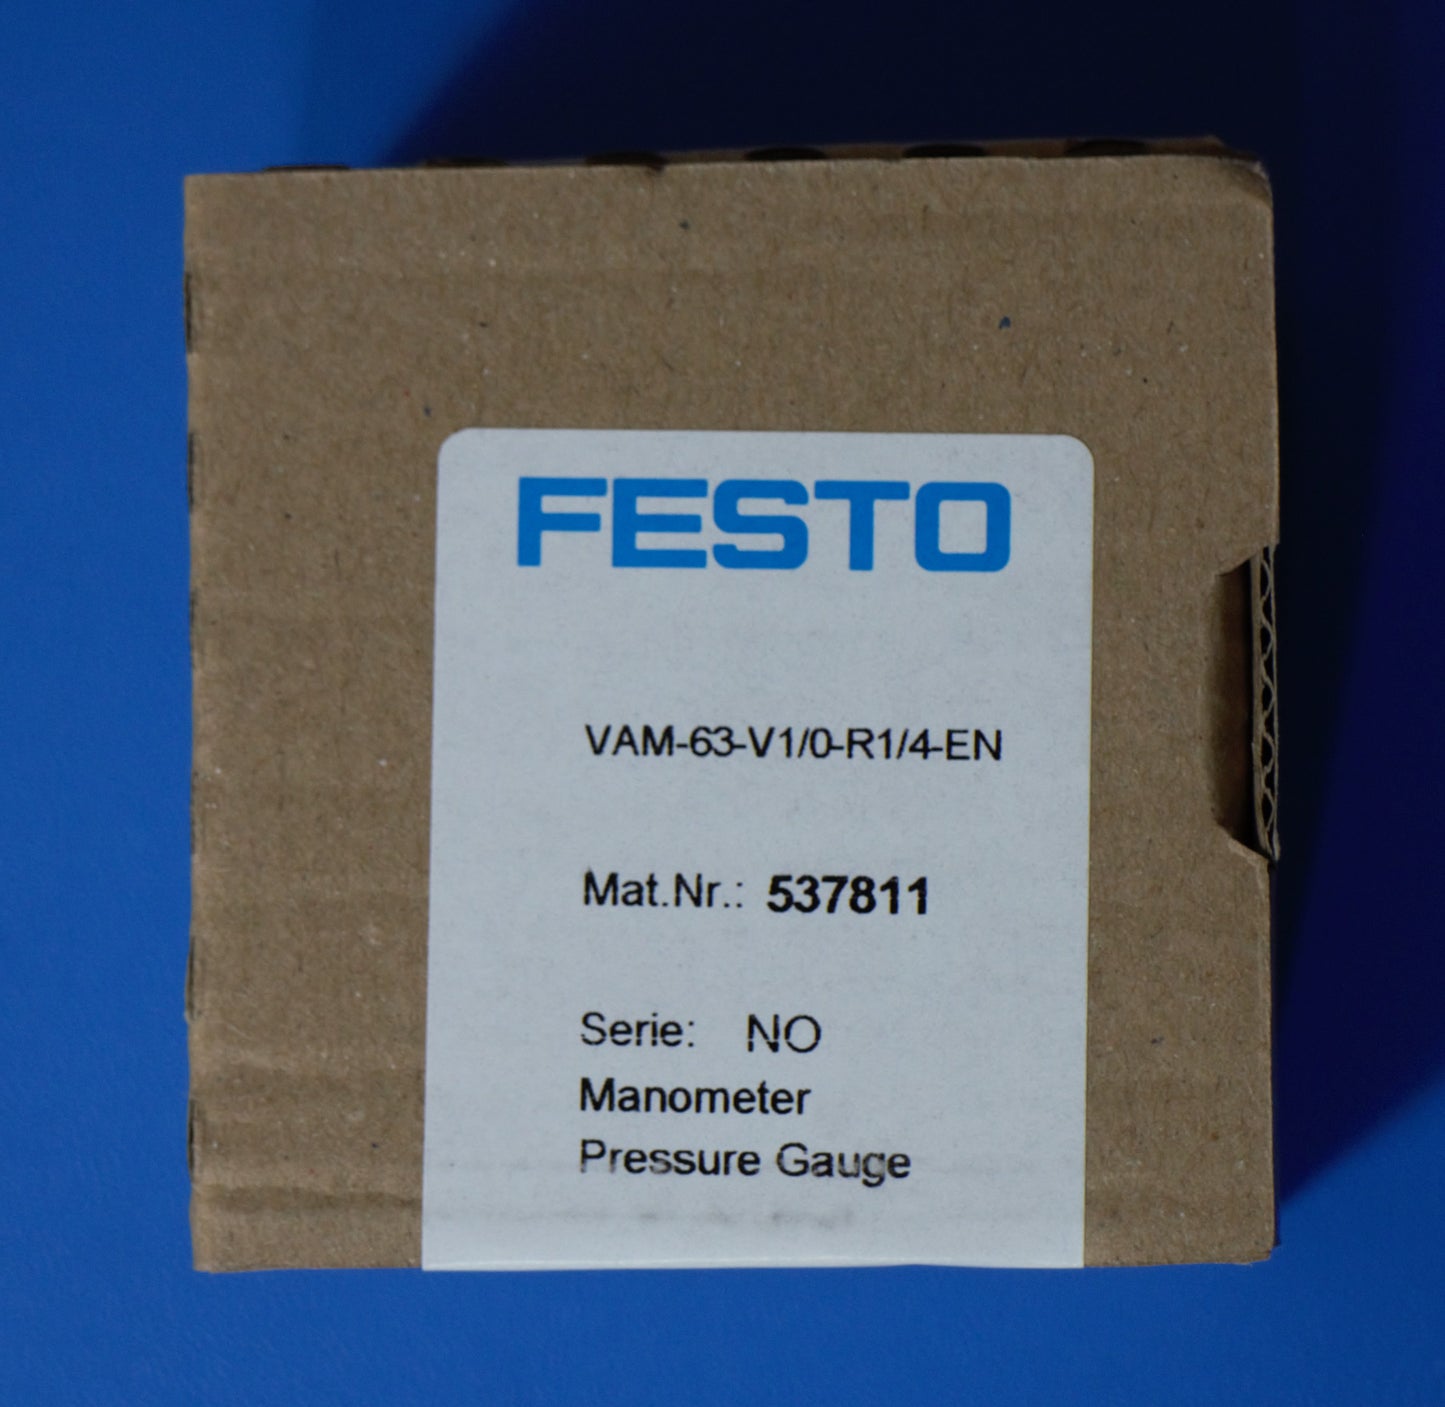 FESTO
VAM-63-V1/0-R1/4-EN
Mat.Nr.: 537811
Serie: NO
Manometer
Pressure Gauge